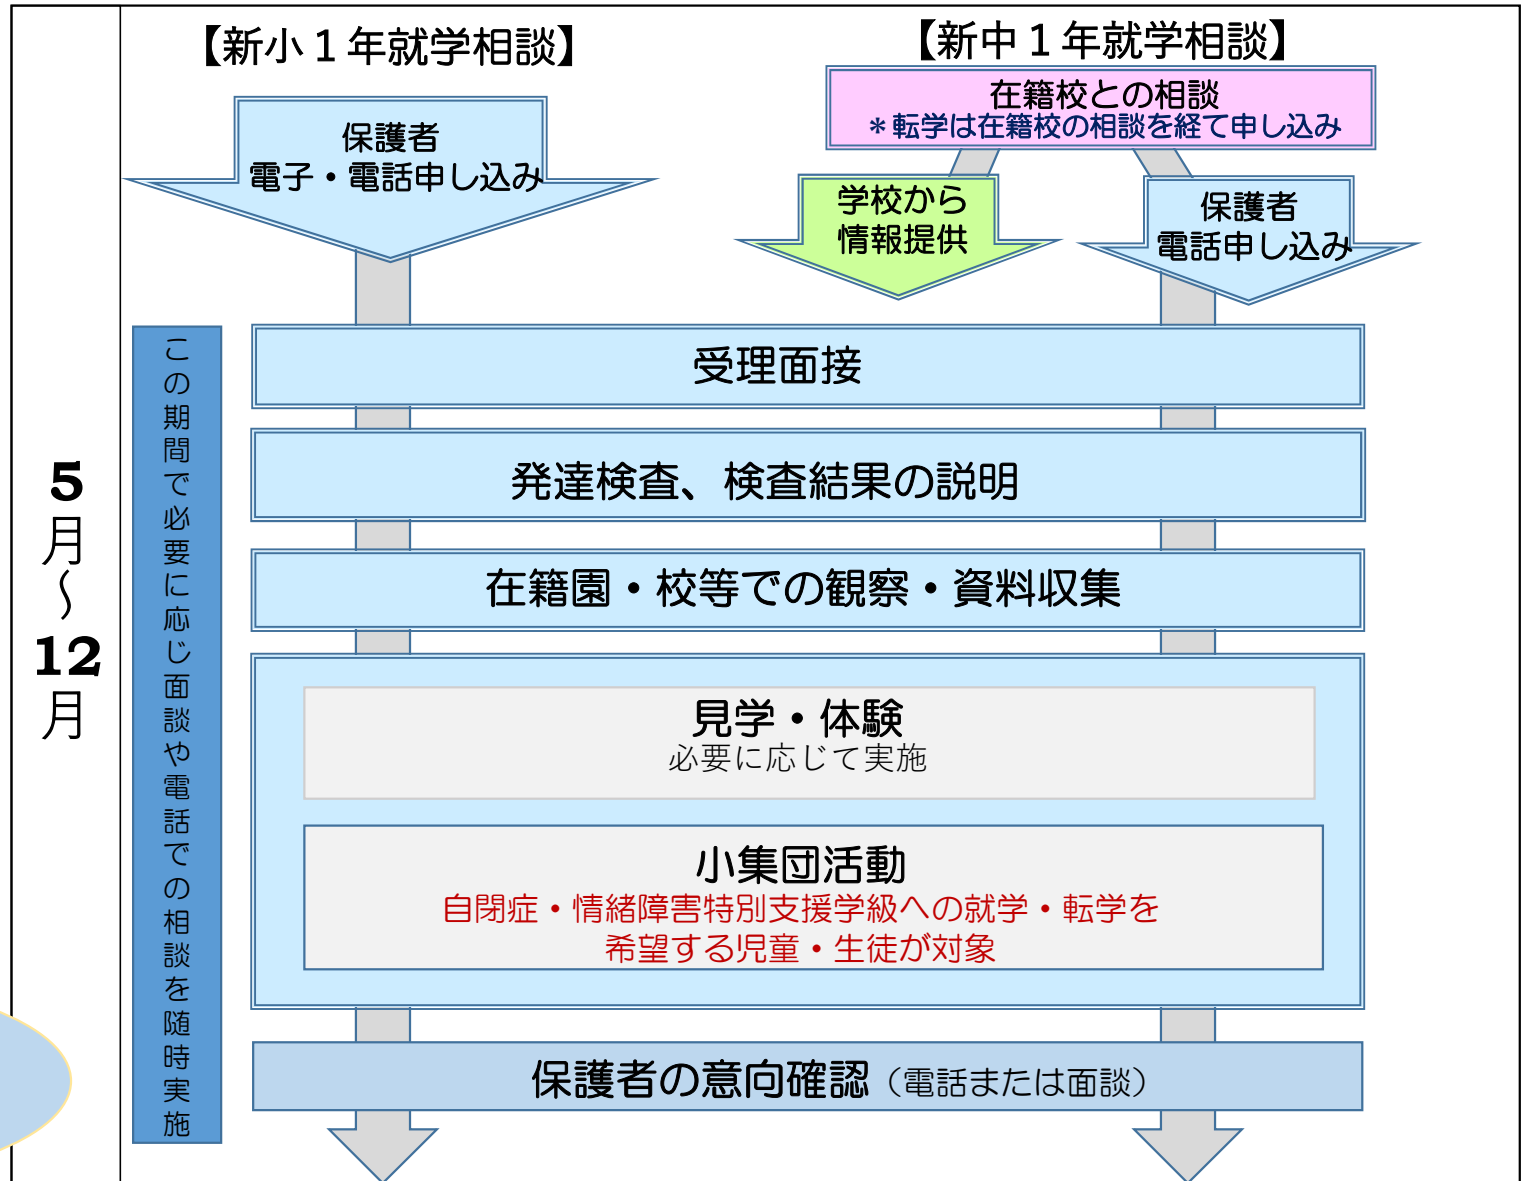 【新小１年就学相談】
【新中１年就学相談】
保護者
電子・電話申し込み
在籍校との相談
＊転学は在籍校の相談を経て申し込み
学校から
情報提供
保護者
電話申し込み
5月～12月
この期間で必要に応じ面談や電話での相談を随時実施
受理面接
発達検査、検査結果の説明
在籍園・校等での観察・資料収集
見学・体験
必要に応じて実施
小集団活動
自閉症・情緒障害特別支援学級への就学・転学を
希望する児童・生徒が対象
保護者の意向確認（電話または面談）